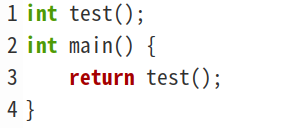 1 int test();
2 int main() {
3     return test();
4 }